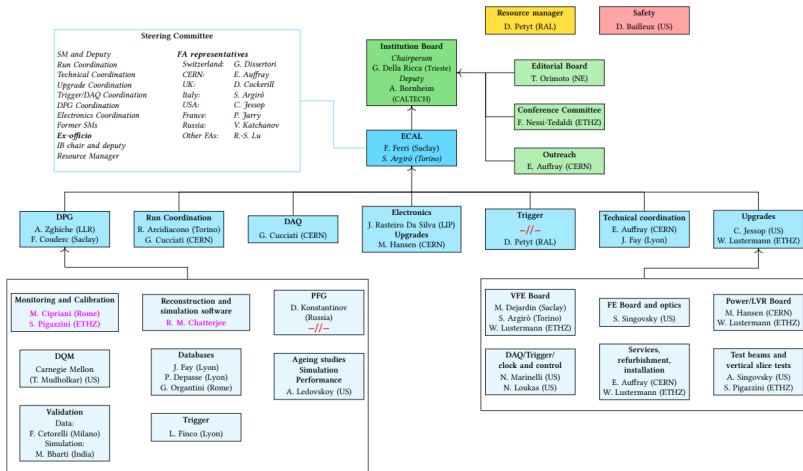 Resource manager
D. Petyt (RAL)
Safety
D. Bailleux (US)
Steering Committee
SM and Deputy
Run Coordination
Technical Coordination
Upgrade Coordination
Trigger/DAQ Coordination
DPG Coordination
Electronics Coordination
Former SMs
Ex-officio
IB chair and deputy
Resource Manager
FA representatives
Switzerland: G. Dissertori
CERN: E. Auffray
UK: D. Cockerill
Italy: S. Argirò
USA: C. Jessop
France: P. Jarry
Russia: V. Katchanov
Other FAs: R.-S. Lu
Institution Board
Chairperson
G. Della Ricca (Trieste)
Deputy
A. Bornheim
(CALTECH)
Editorial Board
T. Orimoto (NE)
Conference Committee
F. Nessi-Tedaldi (ETHZ)
Outreach
E. Auffray (CERN)
ECAL
F. Ferri (Saclay)
S. Argirò (Torino)
DPG
A. Zghiche (LLR)
F. Couderc (Saclay)
Run Coordination
R. Arcidiacono (Torino)
G. Cucciati (CERN)
DAQ
G. Cucciati (CERN)
Electronics
J. Rasteiro Da Silva (LIP)
Upgrades
M. Hansen (CERN)
Trigger
–//–
D. Petyt (RAL)
Technical coordination
E. Auffray (CERN)
J. Fay (Lyon)
Upgrades
C. Jessop (US)
W. Lustermann (ETHZ)
Monitoring and Calibration
M. Cipriani (Rome)
S. Pigazzini (ETHZ)
Reconstruction and
simulation software
R. M. Chatterjee
PFG
D. Konstantinov
(Russia)
–//–
DQM
Carnegie Mellon
(T. Mudholkar) (US)
Databases
J. Fay (Lyon)
P. Depasse (Lyon)
G. Organtini (Rome)
Ageing studies
Simulation
Performance
A. Ledovskoy (US)
Validation
Data:
F. Cetorelli (Milano)
Simulation:
M. Bharti (India)
Trigger
L. Finco (Lyon)
VFE Board
M. Dejardin (Saclay)
S. Argirò (Torino)
W. Lustermann (ETHZ)
FE Board and optics
S. Singovsky (US)
Power/LVR Board
M. Hansen (CERN)
W. Lustermann (ETHZ)
DAQ/Trigger/
clock and control
N. Marinelli (US)
N. Loukas (US)
Services,
refurbishment,
installation
E. Auffray (CERN)
W. Lustermann (ETHZ)
Test beams and
vertical slice tests
A. Singovsky (US)
S. Pigazzini (ETHZ)